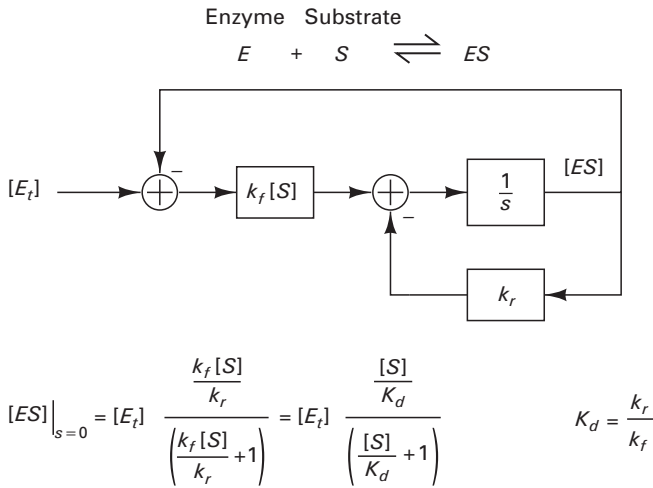 Enzyme Substrate
E + S ⇌ ES
[E_t] − k_f[S] − 1/s [ES]
k_r
[ES]|_{s=0} = [E_t] (k_f[S]/k_r) / (k_f[S]/k_r + 1) = [E_t] ([S]/K_d) / ([S]/K_d + 1) K_d = k_r/k_f